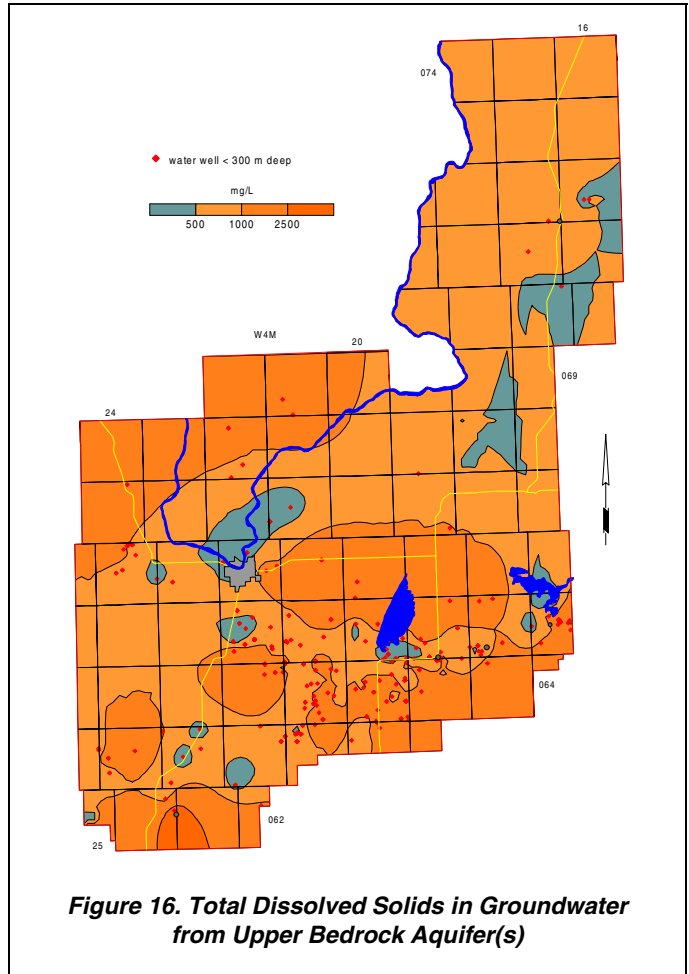 16
074
water well < 300 m deep
mg/L
500 1000 2500
W4M
20
069
24
064
062
25
Figure 16. Total Dissolved Solids in Groundwater
from Upper Bedrock Aquifer(s)